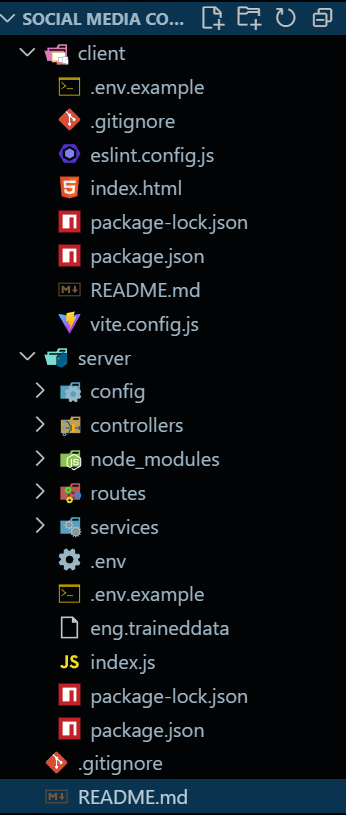 SOCIAL MEDIA CO...
client
.env.example
.gitignore
eslint.config.js
index.html
package-lock.json
package.json
README.md
vite.config.js
server
config
controllers
node_modules
routes
services
.env
.env.example
eng.traineddata
JS index.js
package-lock.json
package.json
.gitignore
README.md